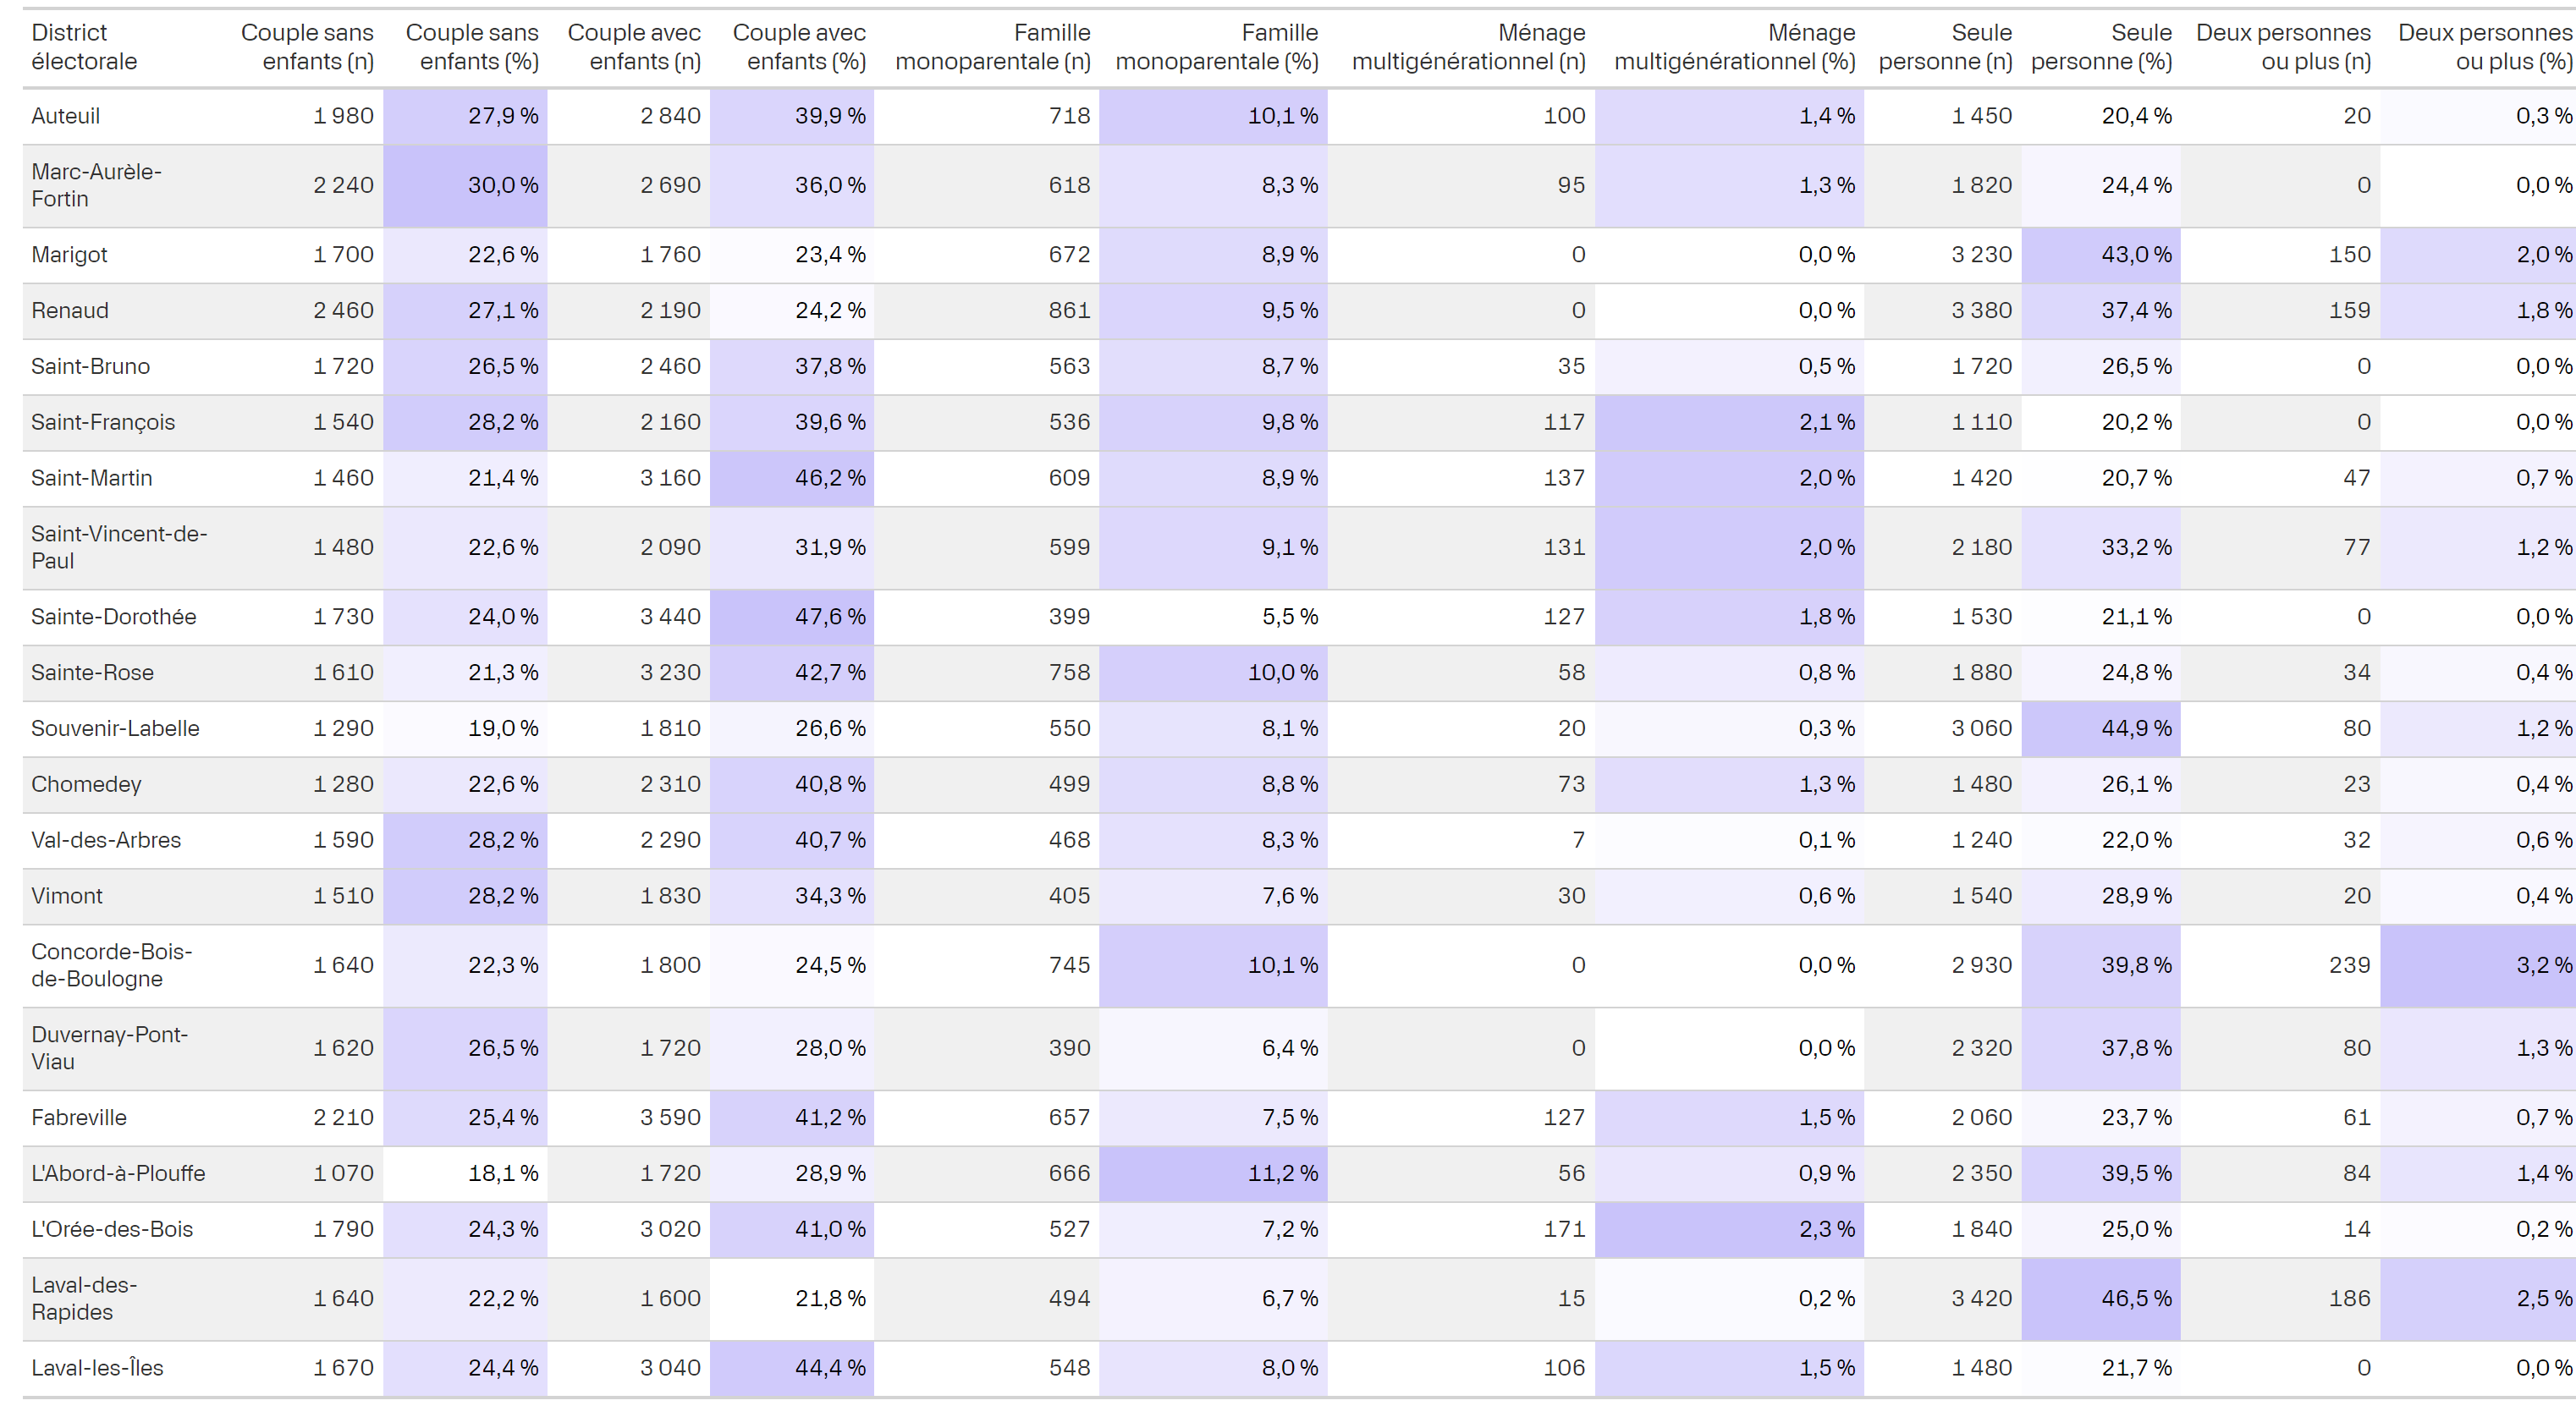 District électorale	Couple sans enfants (n)	Couple sans enfants (%)	Couple avec enfants (n)	Couple avec enfants (%)	Famille monoparentale (n)	Famille monoparentale (%)	Ménage multigénérationnel (n)	Ménage multigénérationnel (%)	Seule personne (n)	Seule personne (%)	Deux personnes ou plus (n)	Deux personnes ou plus (%)
Auteuil	1 980	27,9 %	2 840	39,9 %	718	10,1 %	100	1,4 %	1 450	20,4 %	20	0,3 %
Marc-Aurèle-Fortin	2 240	30,0 %	2 690	36,0 %	618	8,3 %	95	1,3 %	1 820	24,4 %	0	0,0 %
Marigot	1 700	22,6 %	1 760	23,4 %	672	8,9 %	0	0,0 %	3 230	43,0 %	150	2,0 %
Renaud	2 460	27,1 %	2 190	24,2 %	861	9,5 %	0	0,0 %	3 380	37,4 %	159	1,8 %
Saint-Bruno	1 720	26,5 %	2 460	37,8 %	563	8,7 %	35	0,5 %	1 720	26,5 %	0	0,0 %
Saint-François	1 540	28,2 %	2 160	39,6 %	536	9,8 %	117	2,1 %	1 110	20,2 %	0	0,0 %
Saint-Martin	1 460	21,4 %	3 160	46,2 %	609	8,9 %	137	2,0 %	1 420	20,7 %	47	0,7 %
Saint-Vincent-de-Paul	1 480	22,6 %	2 090	31,9 %	599	9,1 %	131	2,0 %	2 180	33,2 %	77	1,2 %
Sainte-Dorothée	1 730	24,0 %	3 440	47,6 %	399	5,5 %	127	1,8 %	1 530	21,1 %	0	0,0 %
Sainte-Rose	1 610	21,3 %	3 230	42,7 %	758	10,0 %	58	0,8 %	1 880	24,8 %	34	0,4 %
Souvenir-Labelle	1 290	19,0 %	1 810	26,6 %	550	8,1 %	20	0,3 %	3 060	44,9 %	80	1,2 %
Chomedey	1 280	22,6 %	2 310	40,8 %	499	8,8 %	73	1,3 %	1 480	26,1 %	23	0,4 %
Val-des-Arbres	1 590	28,2 %	2 290	40,7 %	468	8,3 %	7	0,1 %	1 240	22,0 %	32	0,6 %
Vimont	1 510	28,2 %	1 830	34,3 %	405	7,6 %	30	0,6 %	1 540	28,9 %	20	0,4 %
Concorde-Bois-de-Boulogne	1 640	22,3 %	1 800	24,5 %	745	10,1 %	0	0,0 %	2 930	39,8 %	239	3,2 %
Duvernay-Pont-Viau	1 620	26,5 %	1 720	28,0 %	390	6,4 %	0	0,0 %	2 320	37,8 %	80	1,3 %
Fabreville	2 210	25,4 %	3 590	41,2 %	657	7,5 %	127	1,5 %	2 060	23,7 %	61	0,7 %
L'Abord-à-Plouffe	1 070	18,1 %	1 720	28,9 %	666	11,2 %	56	0,9 %	2 350	39,5 %	84	1,4 %
L'Orée-des-Bois	1 790	24,3 %	3 020	41,0 %	527	7,2 %	171	2,3 %	1 840	25,0 %	14	0,2 %
Laval-des-Rapides	1 640	22,2 %	1 600	21,8 %	494	6,7 %	15	0,2 %	3 420	46,5 %	186	2,5 %
Laval-les-Îles	1 670	24,4 %	3 040	44,4 %	548	8,0 %	106	1,5 %	1 480	21,7 %	0	0,0 %